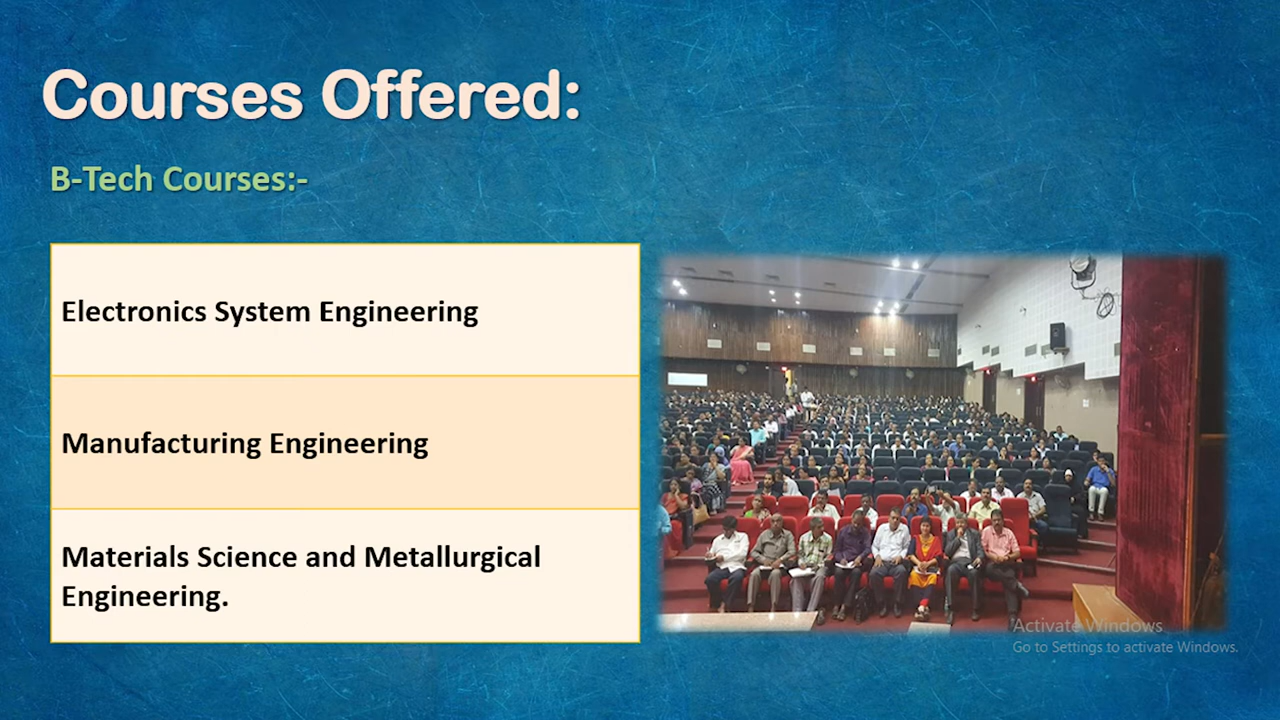 Courses Offered:
B-Tech Courses:-
Electronics System Engineering
Manufacturing Engineering
Materials Science and Metallurgical
Engineering.
Activate Windows
Go to Settings to activate Windows.